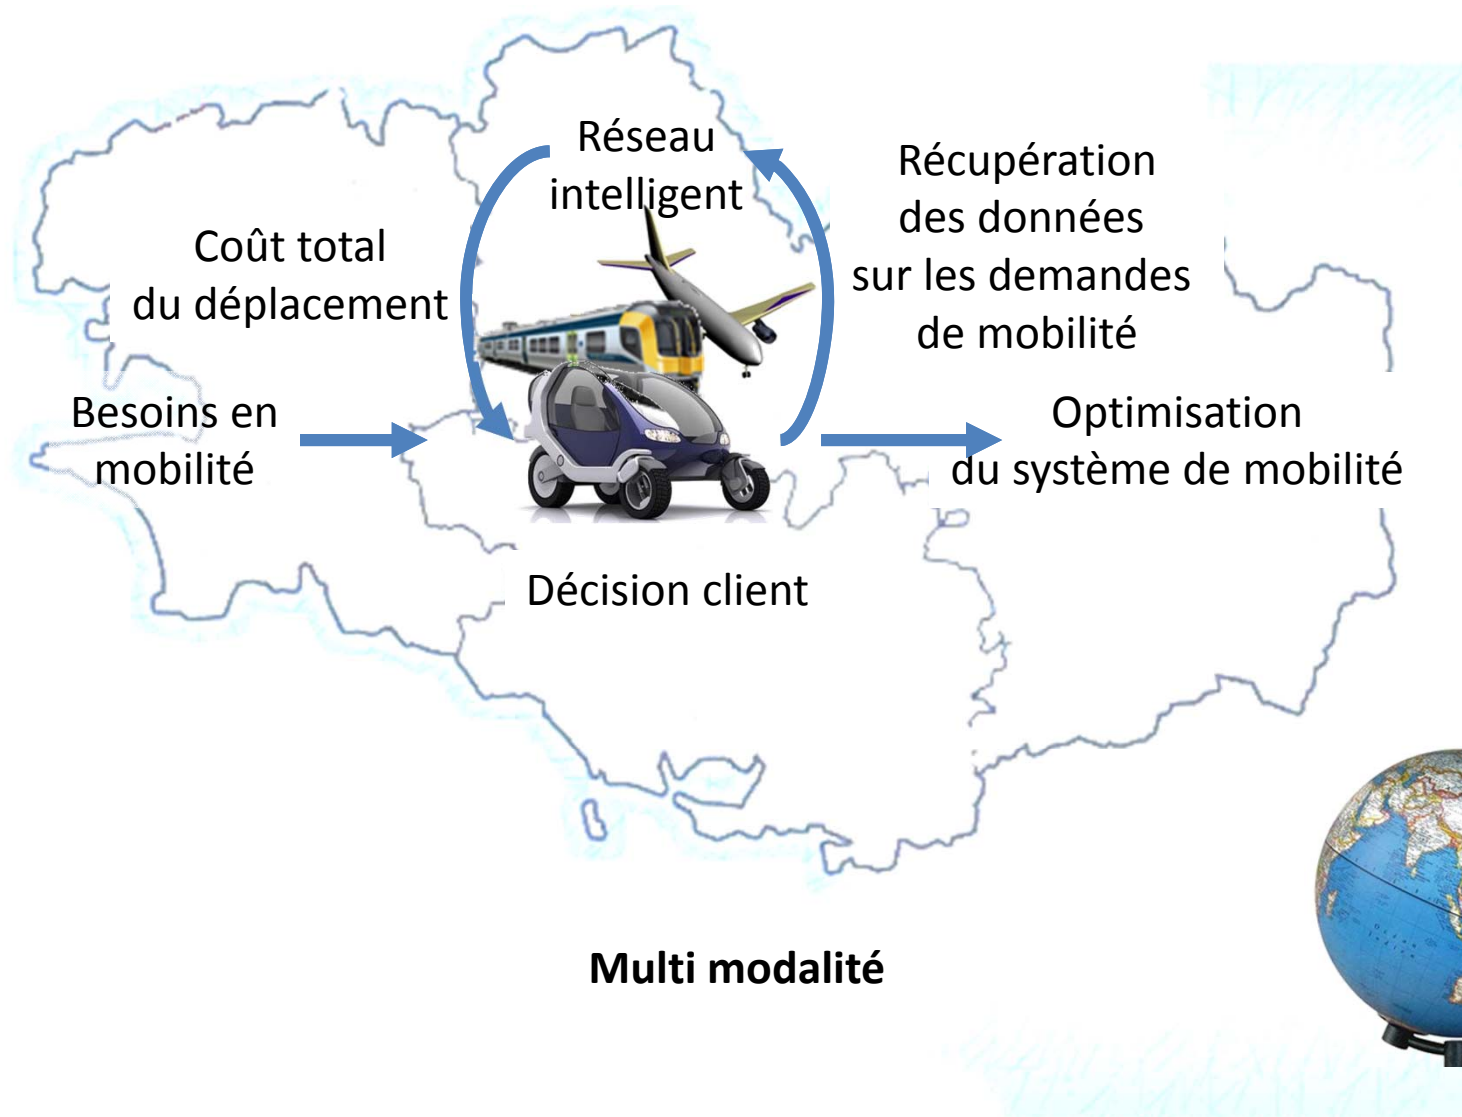 Réseau
intelligent
Récupération
des données
sur les demandes
de mobilité
Coût total
du déplacement
Besoins en
mobilité
Optimisation
du système de mobilité
Décision client
Multi modalité